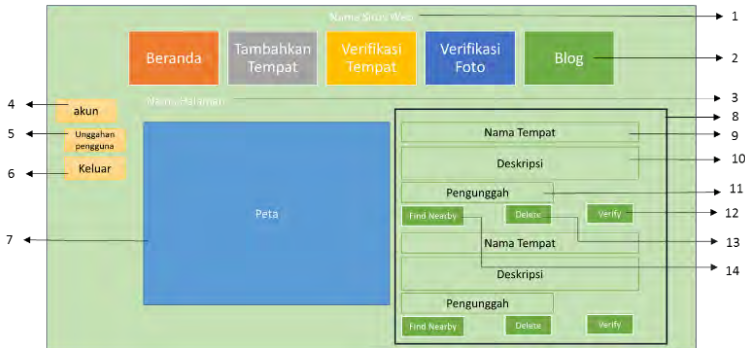 Nama Situs Web
1
Beranda
Tambahkan
Tempat
Verifikasi
Tempat
Verifikasi
Foto
Blog
2
Nama Halaman
3
4
akun
5
Unggahan
pengguna
6
Keluar
7
Peta
8
Nama Tempat
9
Deskripsi
10
Pengunggah
11
Find Nearby
Delete
Verify
12
13
14
Nama Tempat
Deskripsi
Pengunggah
Find Nearby
Delete
Verify